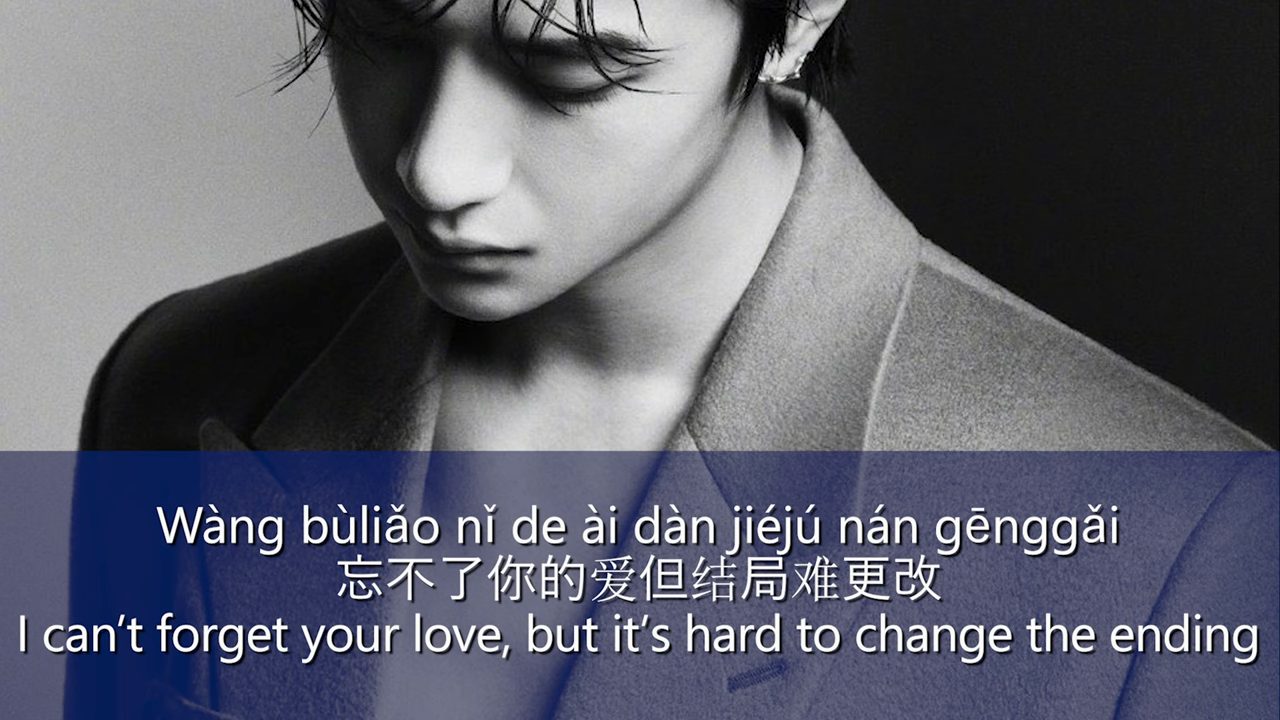 Wàng bùliǎo nǐ de ài dàn jiéjú nán gēnggǎi
忘不了你的爱但结局难更改
I can't forget your love, but it's hard to change the ending